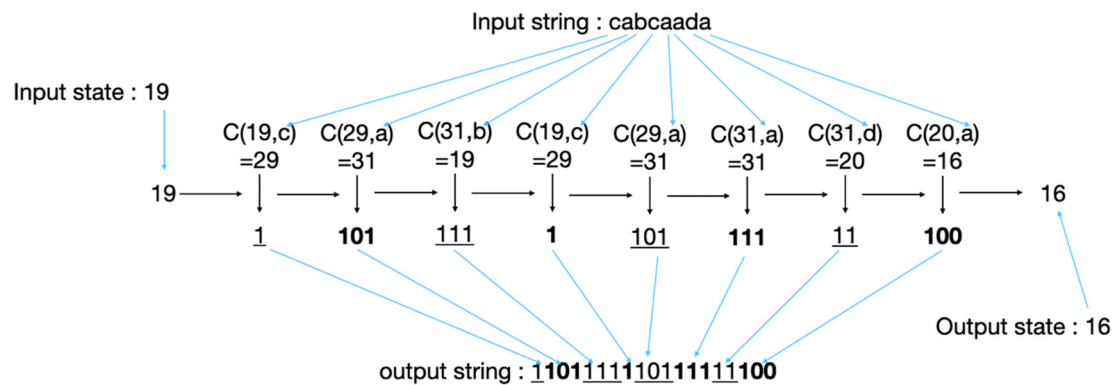 Input string : cabcaada
Input state : 19
C(19,c) C(29,a) C(31,b) C(19,c) C(29,a) C(31,a) C(31,d) C(20,a)
=29 =31 =19 =29 =31 =31 =20 =16
19 16
1 101 111 1 101 111 11 100
Output state : 16
output string : 1101111110111111100